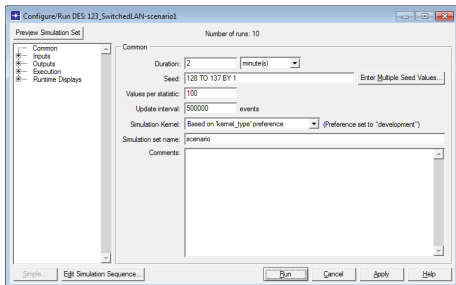 Configure/Run DES: 123_SwitchedLAN-scenario1
Preview Simulation Set
Number of runs: 10
Common
Inputs
Outputs
Execution
Runtime Displays
Common
Duration: 2 minute(s)
Seed: 128 TO 137 BY 1 Enter Multiple Seed Values...
Values per statistic: 100
Update interval: 500000 events
Simulation Kernel: Based on 'kernel_type' preference (Preference set to "development")
Simulation set name: scenario
Comments:
Simple... Edit Simulation Sequence... Run Cancel Apply Help